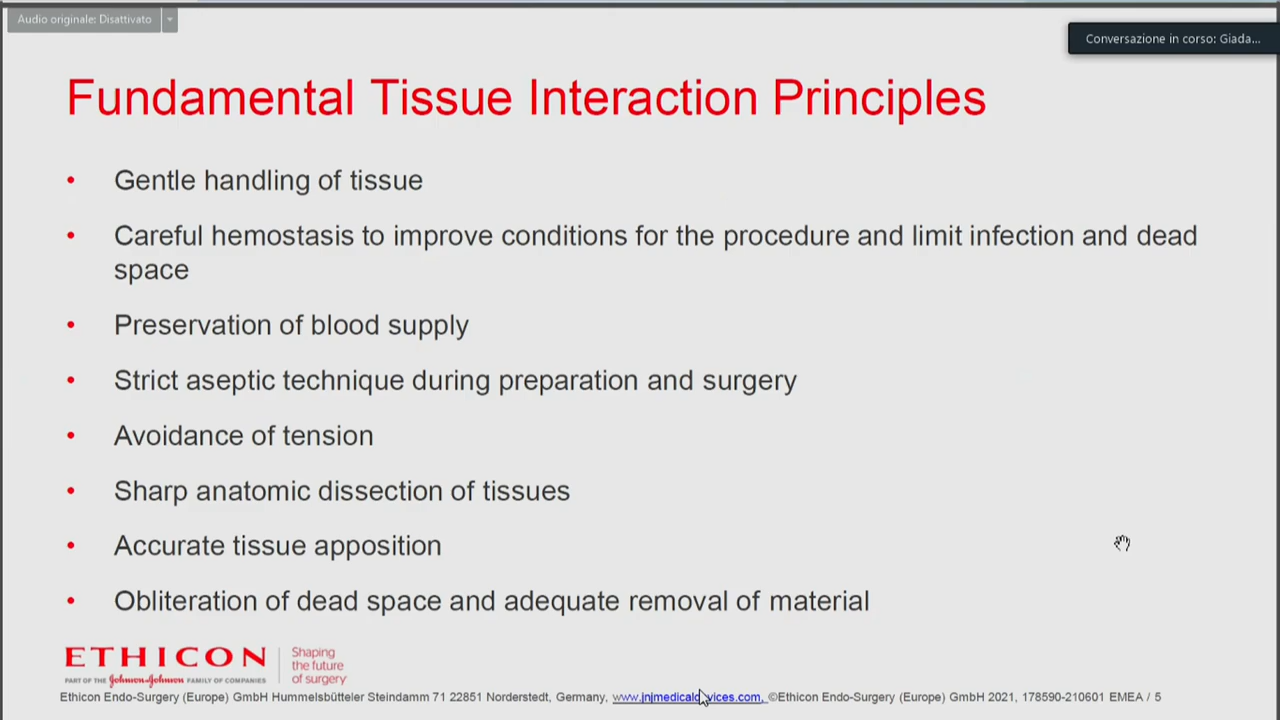 Audio originale: Disattivato
Conversazione in corso: Giada...
Fundamental Tissue Interaction Principles
• Gentle handling of tissue
• Careful hemostasis to improve conditions for the procedure and limit infection and dead
space
• Preservation of blood supply
• Strict aseptic technique during preparation and surgery
• Avoidance of tension
• Sharp anatomic dissection of tissues
• Accurate tissue apposition
• Obliteration of dead space and adequate removal of material
ETHICON
PART OF THE Johnson&Johnson FAMILY OF COMPANIES
Shaping
the future
of surgery
Ethicon Endo-Surgery (Europe) GmbH Hummelsbütteler Steindamm 71 22851 Norderstedt, Germany, www.jnjmedicaldevices.com, ©Ethicon Endo-Surgery (Europe) GmbH 2021, 178590-210601 EMEA / 5